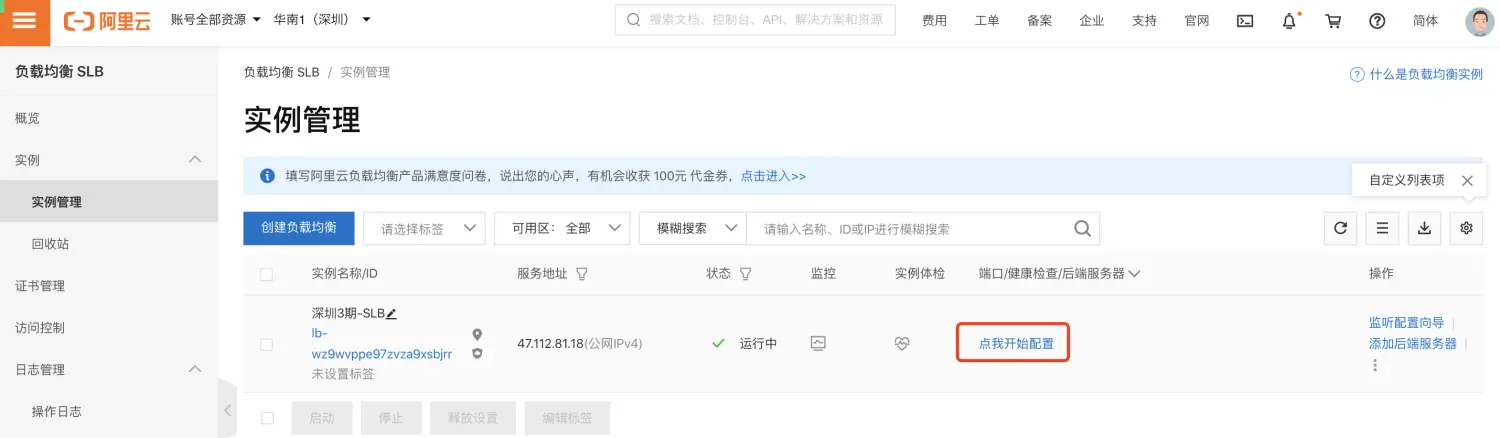 阿里云 账号全部资源 华南1（深圳） 搜索文档、控制台、API、解决方案和资源 费用 工单 备案 企业 支持 官网 简体
负载均衡 SLB
概览
实例
实例管理
回收站
证书管理
访问控制
日志管理
操作日志
负载均衡 SLB / 实例管理
什么是负载均衡实例
实例管理
填写阿里云负载均衡产品满意度问卷，说出您的心声，有机会收获 100元 代金券，点击进入>>
自定义列表项
创建负载均衡 请选择标签 可用区： 全部 模糊搜索 请输入名称、ID或IP进行模糊搜索
实例名称/ID 服务地址 状态 监控 实例体检 端口/健康检查/后端服务器 操作
深圳3期-SLB
lb-
wz9wvppe97zvza9xsbjrr
未设置标签
47.112.81.18(公网IPv4) 运行中 点我开始配置
监听配置向导
添加后端服务器
启动 停止 释放设置 编辑标签